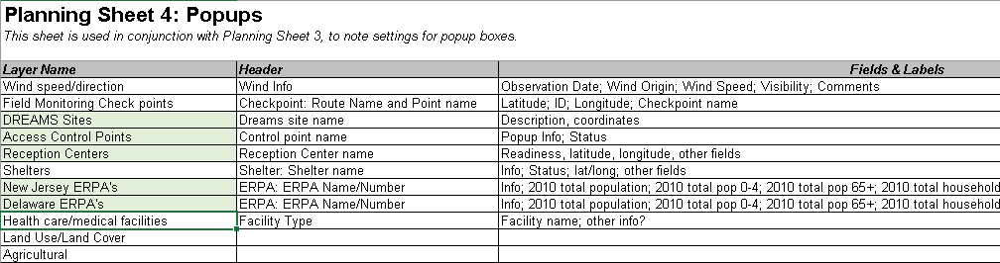 Planning Sheet 4: Popups
This sheet is used in conjunction with Planning Sheet 3, to note settings for popup boxes.
Layer Name Header Fields & Labels
Wind speed/direction Wind Info Observation Date; Wind Origin; Wind Speed; Visibility; Comments
Field Monitoring Check points Checkpoint: Route Name and Point name Latitude; ID; Longitude; Checkpoint name
DREAMS Sites Dreams site name Description, coordinates
Access Control Points Control point name Popup Info; Status
Reception Centers Reception Center name Readiness, latitude, longitude, other fields
Shelters Shelter: Shelter name Info; Status; lat/long; other fields
New Jersey ERPA's ERPA: ERPA Name/Number Info; 2010 total population; 2010 total pop 0-4; 2010 total pop 65+; 2010 total household
Delaware ERPA's ERPA: ERPA Name/Number Info; 2010 total population; 2010 total pop 0-4; 2010 total pop 65+; 2010 total household
Health care/medical facilities Facility Type Facility name; other info?
Land Use/Land Cover
Agricultural